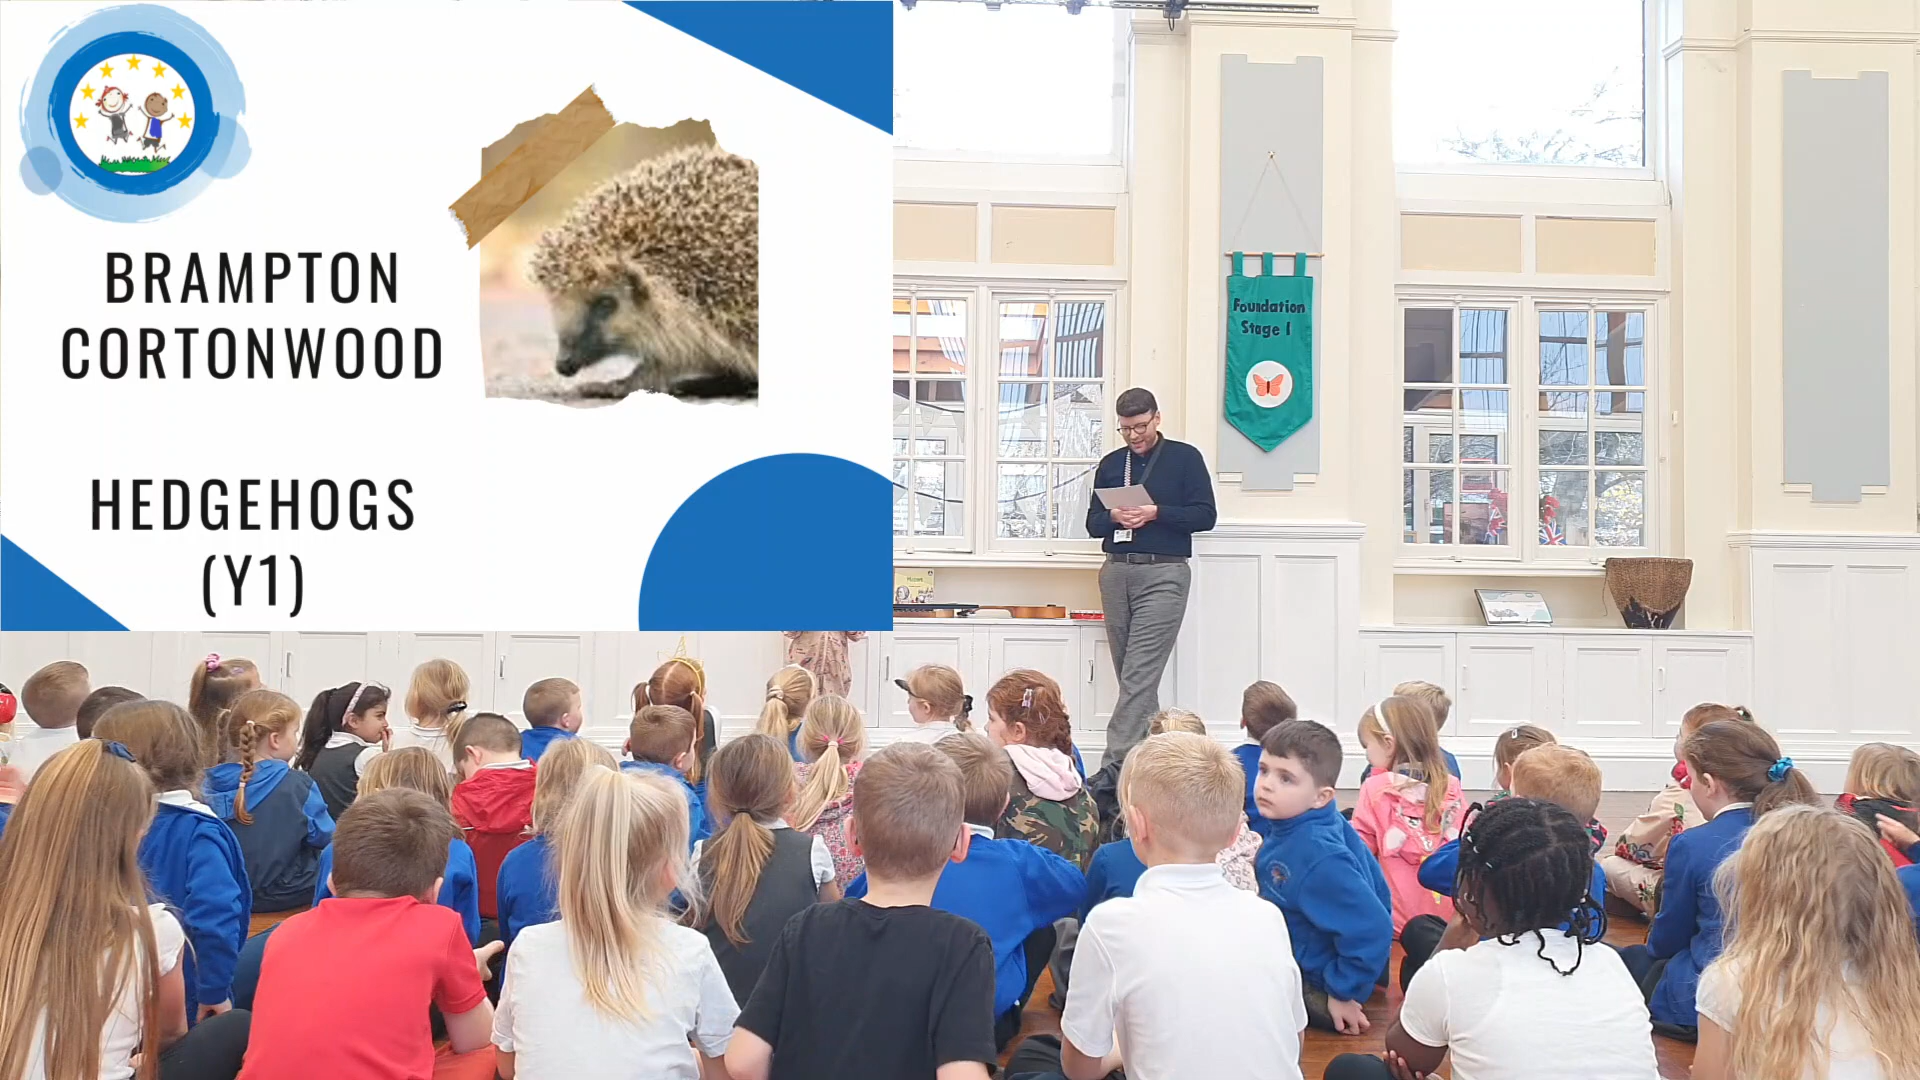 BRAMPTON
CORTONWOOD
HEDGEHOGS
(Y1)
Foundation
Stage 1